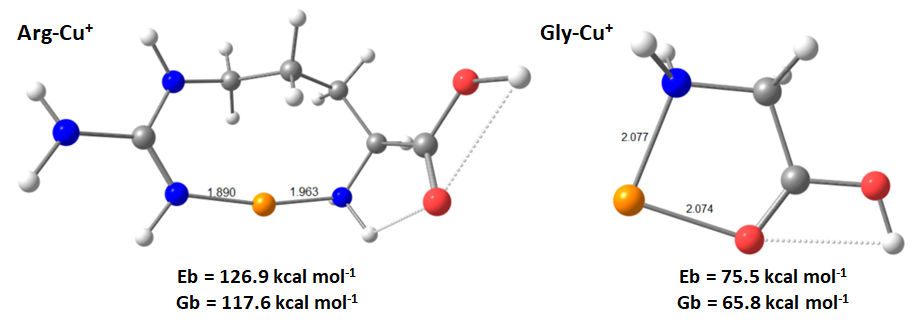 Arg-Cu⁺
Gly-Cu⁺
1.890
1.963
2.077
2.074
Eb = 126.9 kcal mol⁻¹
Gb = 117.6 kcal mol⁻¹
Eb = 75.5 kcal mol⁻¹
Gb = 65.8 kcal mol⁻¹